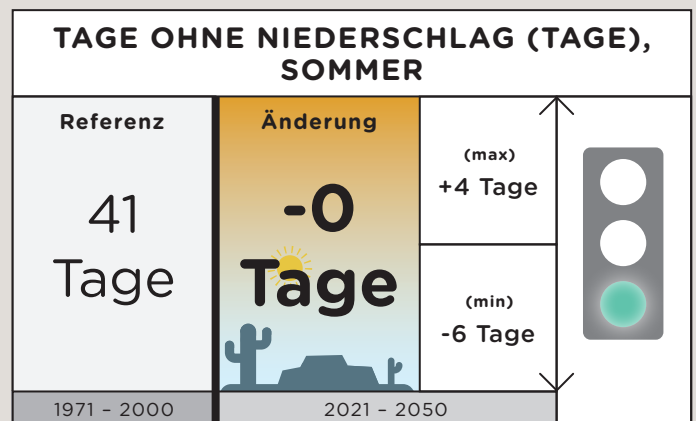 TAGE OHNE NIEDERSCHLAG (TAGE),
SOMMER
Referenz
41
Tage
1971 – 2000
Änderung
-0
Tage
(max)
+4 Tage
(min)
-6 Tage
2021 – 2050